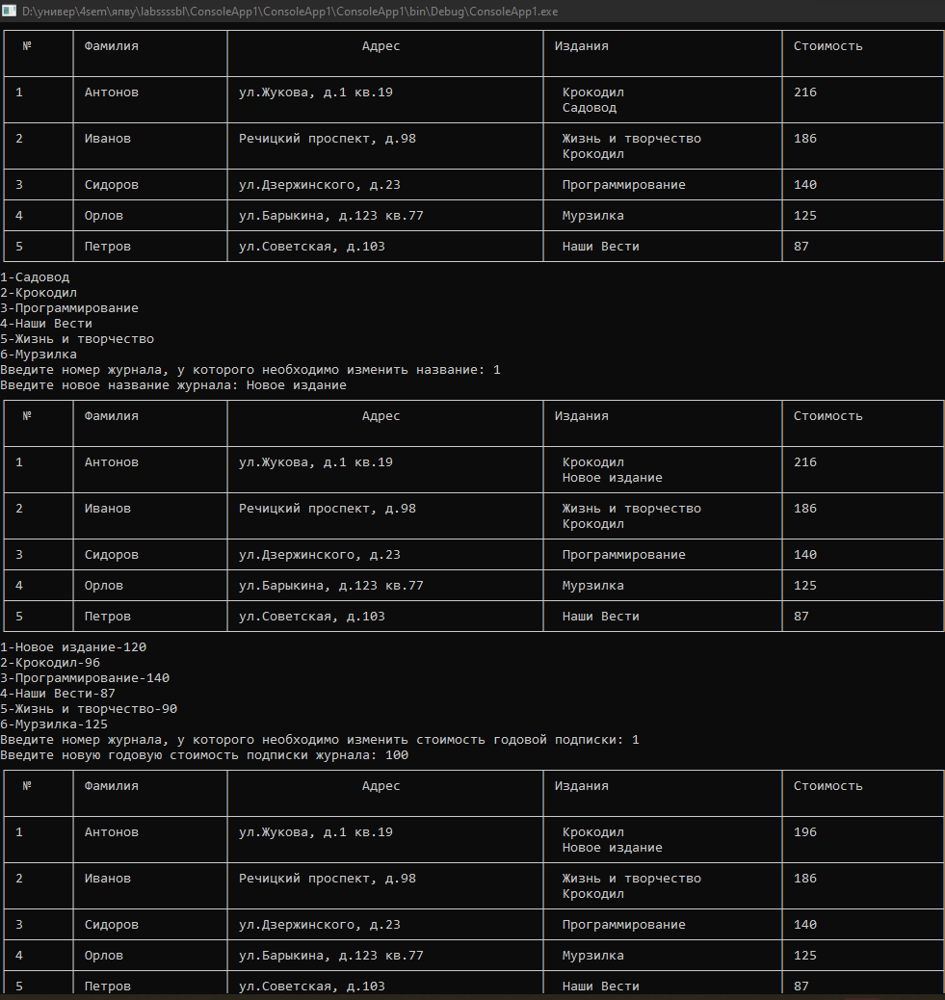 D:\универ\4sem\япву\labssssbl\ConsoleApp1\ConsoleApp1\ConsoleApp1\bin\Debug\ConsoleApp1.exe
№ Фамилия Адрес Издания Стоимость
1 Антонов ул.Жукова, д.1 кв.19 Крокодил 216
Садовод
2 Иванов Речицкий проспект, д.98 Жизнь и творчество 186
Крокодил
3 Сидоров ул.Дзержинского, д.23 Программирование 140
4 Орлов ул.Барыкина, д.123 кв.77 Мурзилка 125
5 Петров ул.Советская, д.103 Наши Вести 87
1-Садовод
2-Крокодил
3-Программирование
4-Наши Вести
5-Жизнь и творчество
6-Мурзилка
Введите номер журнала, у которого необходимо изменить название: 1
Введите новое название журнала: Новое издание
№ Фамилия Адрес Издания Стоимость
1 Антонов ул.Жукова, д.1 кв.19 Крокодил 216
Новое издание
2 Иванов Речицкий проспект, д.98 Жизнь и творчество 186
Крокодил
3 Сидоров ул.Дзержинского, д.23 Программирование 140
4 Орлов ул.Барыкина, д.123 кв.77 Мурзилка 125
5 Петров ул.Советская, д.103 Наши Вести 87
1-Новое издание-120
2-Крокодил-96
3-Программирование-140
4-Наши Вести-87
5-Жизнь и творчество-90
6-Мурзилка-125
Введите номер журнала, у которого необходимо изменить стоимость годовой подписки: 1
Введите новую годовую стоимость подписки журнала: 100
№ Фамилия Адрес Издания Стоимость
1 Антонов ул.Жукова, д.1 кв.19 Крокодил 196
Новое издание
2 Иванов Речицкий проспект, д.98 Жизнь и творчество 186
Крокодил
3 Сидоров ул.Дзержинского, д.23 Программирование 140
4 Орлов ул.Барыкина, д.123 кв.77 Мурзилка 125
5 Петров ул.Советская, д.103 Наши Вести 87